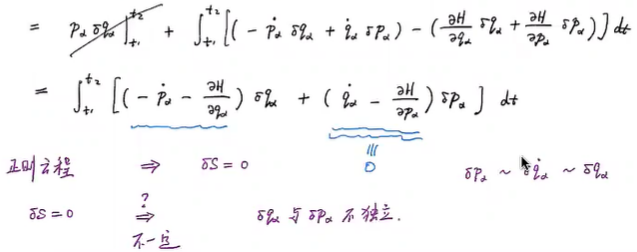 = p_α δq_α |_{t_1}^{t_2} + ∫_{t_1}^{t_2} [(- ṗ_α δq_α + q̇_α δp_α) - (∂H/∂q_α δq_α + ∂H/∂p_α δp_α)] dt
= ∫_{t_1}^{t_2} [(- ṗ_α - ∂H/∂q_α) δq_α + (q̇_α - ∂H/∂p_α) δp_α] dt
≡ 0
正则方程 ⇒ δS = 0 δp_α ~ δq̇_α ~ δq_α
δS = 0 ?⇒ δq_α 与 δp_α 不独立.
不一定